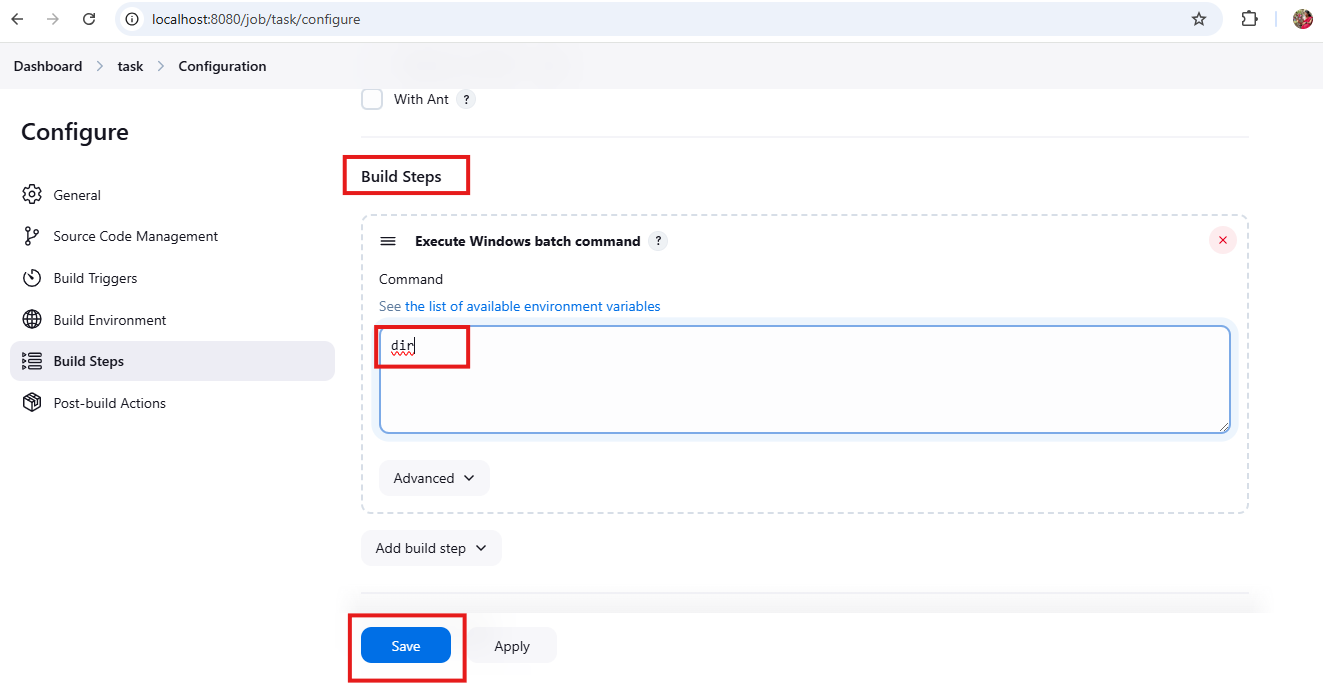 localhost:8080/job/task/configure
Dashboard > task > Configuration
With Ant ?
Configure
General
Source Code Management
Build Triggers
Build Environment
Build Steps
Post-build Actions
Build Steps
Execute Windows batch command ?
Command
See the list of available environment variables
dir
Advanced
Add build step
Save Apply